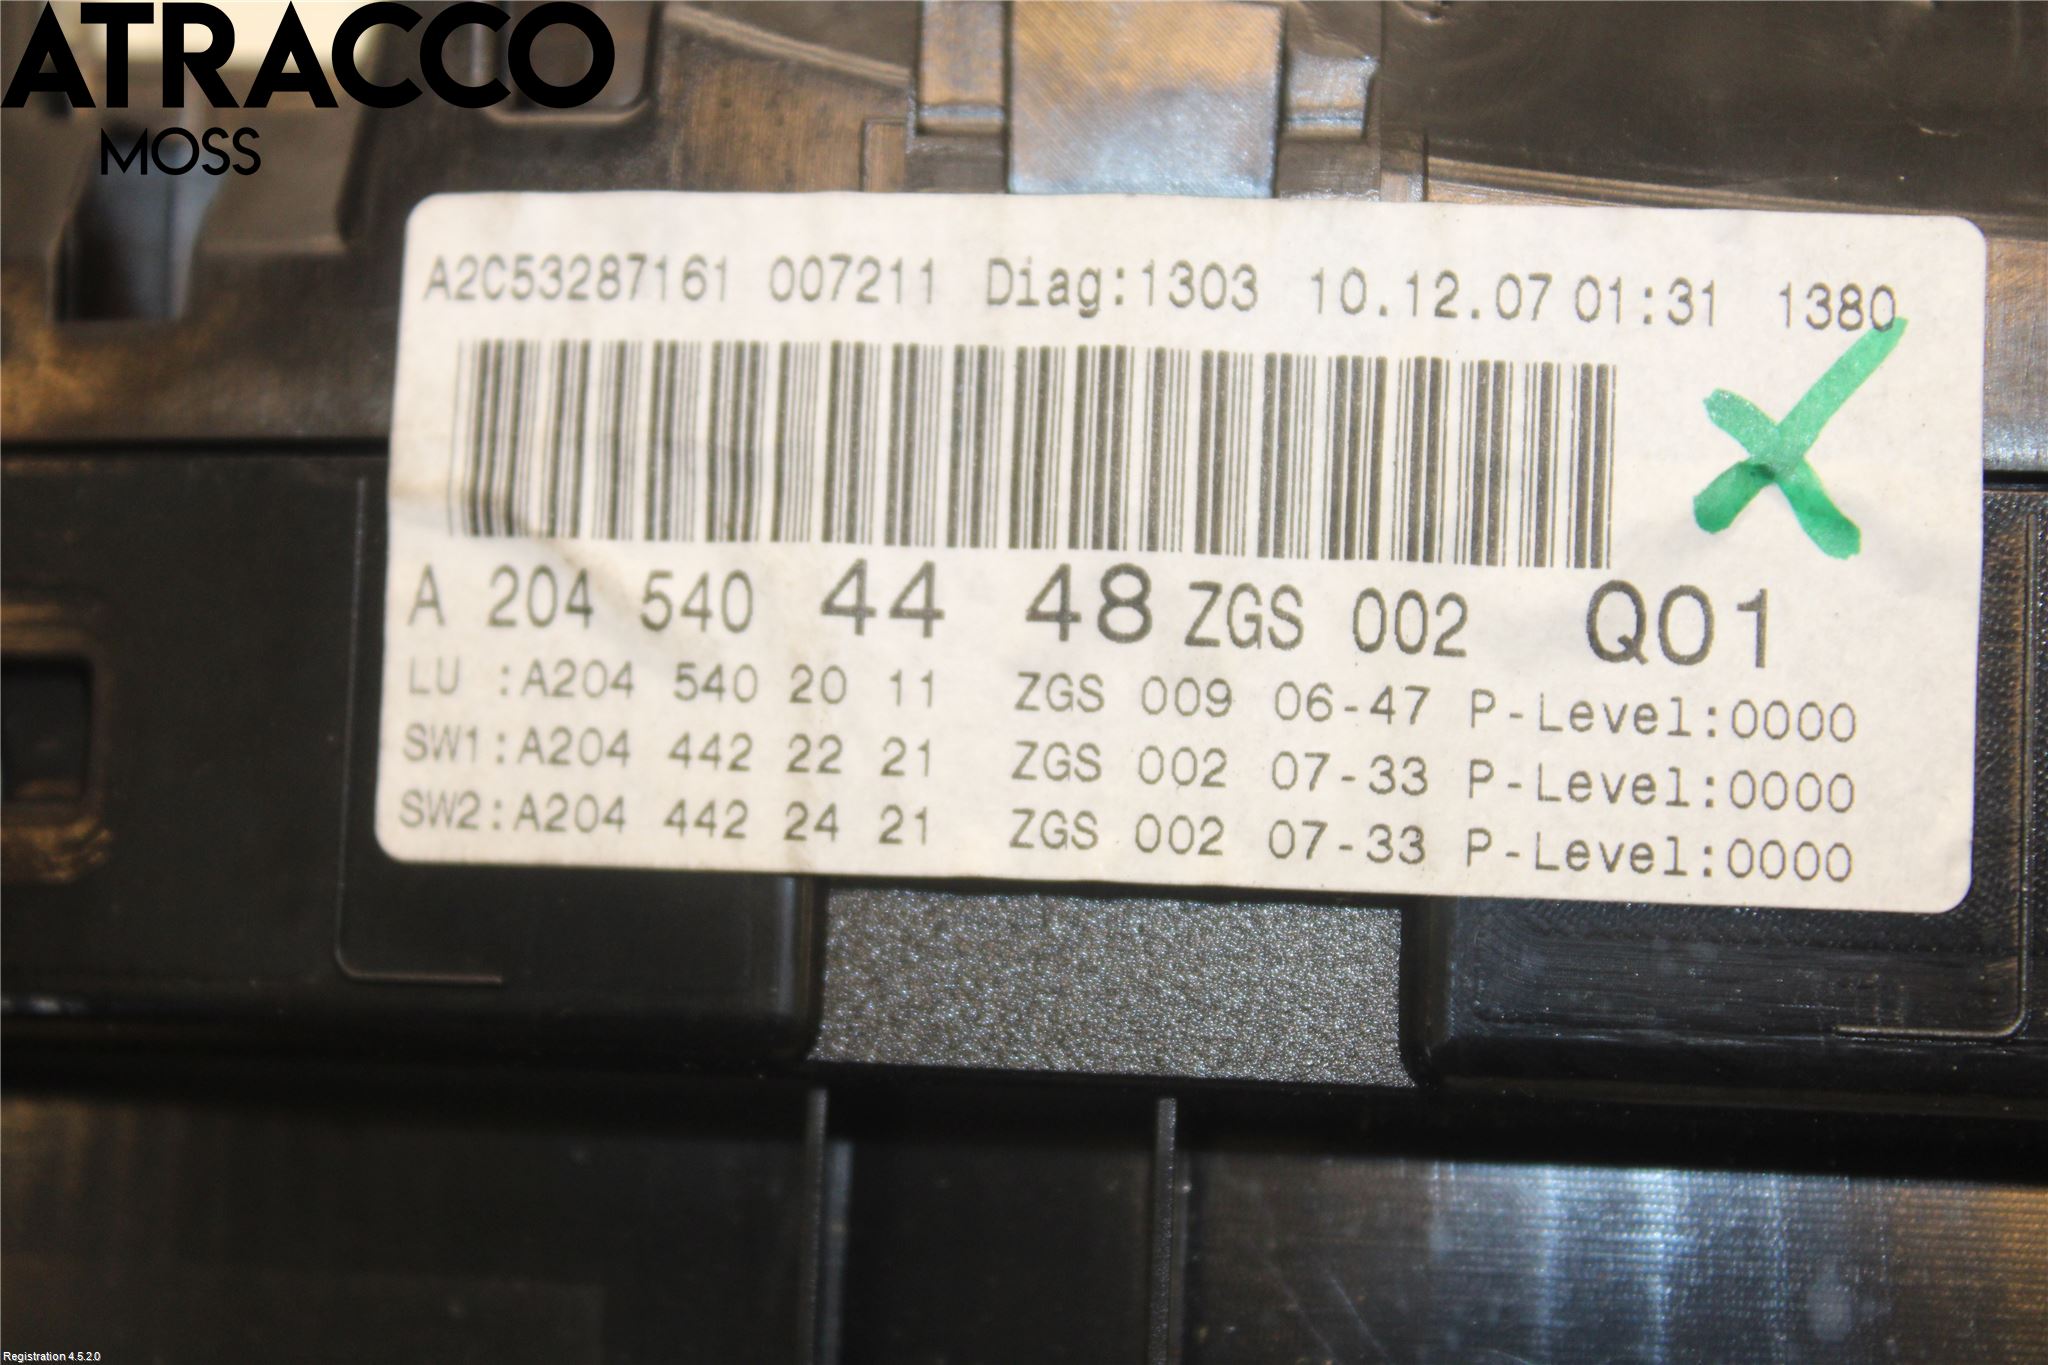 ATRACCO
MOSS
A2C53287161 007211 Diag:1303 10.12.07 01:31 1380
A 204 540 44 48 ZGS 002 Q01
LU :A204 540 20 11 ZGS 009 06-47 P-Level:0000
SW1:A204 442 22 21 ZGS 002 07-33 P-Level:0000
SW2:A204 442 24 21 ZGS 002 07-33 P-Level:0000
Registration 4.5.2.0